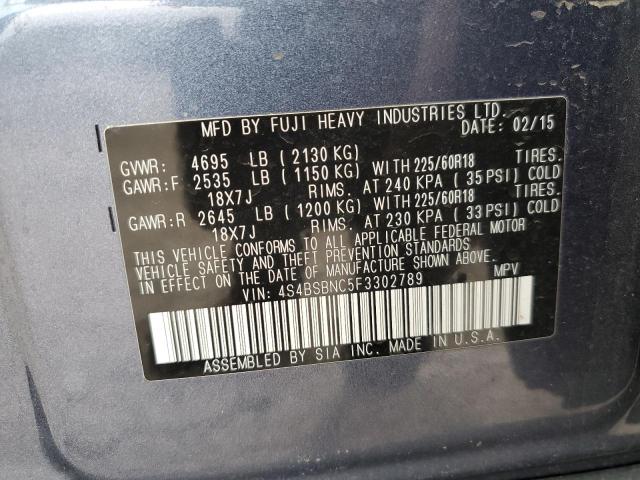 MFD BY FUJI HEAVY INDUSTRIES LTD.
DATE: 02/15
GVWR: 4695 LB ( 2130 KG)
GAWR:F 2535 LB ( 1150 KG) WITH 225/60R18 TIRES.
18X7J RIMS. AT 240 KPA ( 35 PSI) COLD
GAWR:R 2645 LB ( 1200 KG) WITH 225/60R18 TIRES.
18X7J RIMS. AT 230 KPA ( 33 PSI) COLD
THIS VEHICLE CONFORMS TO ALL APPLICABLE FEDERAL MOTOR
VEHICLE SAFETY AND THEFT PREVENTION STANDARDS
IN EFFECT ON THE DATE OF MANUFACTURE SHOWN ABOVE.
VIN: 4S4BSBNC5F3302789 MPV
ASSEMBLED BY SIA INC. MADE IN U.S.A.